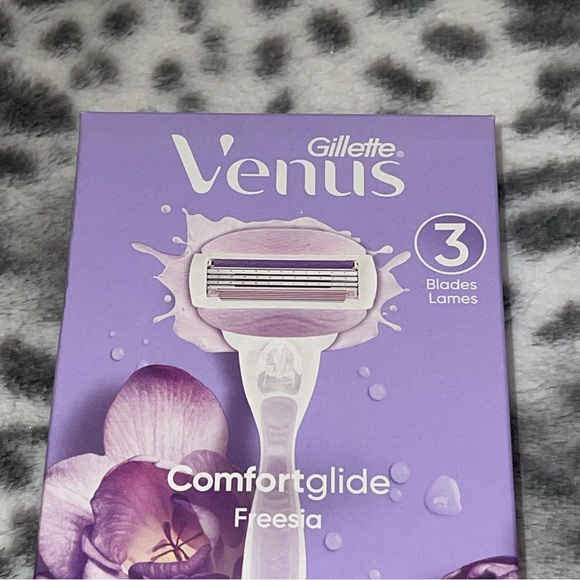 Gillette®
Venus
3
Blades
Lames
Comfortglide
Freesia